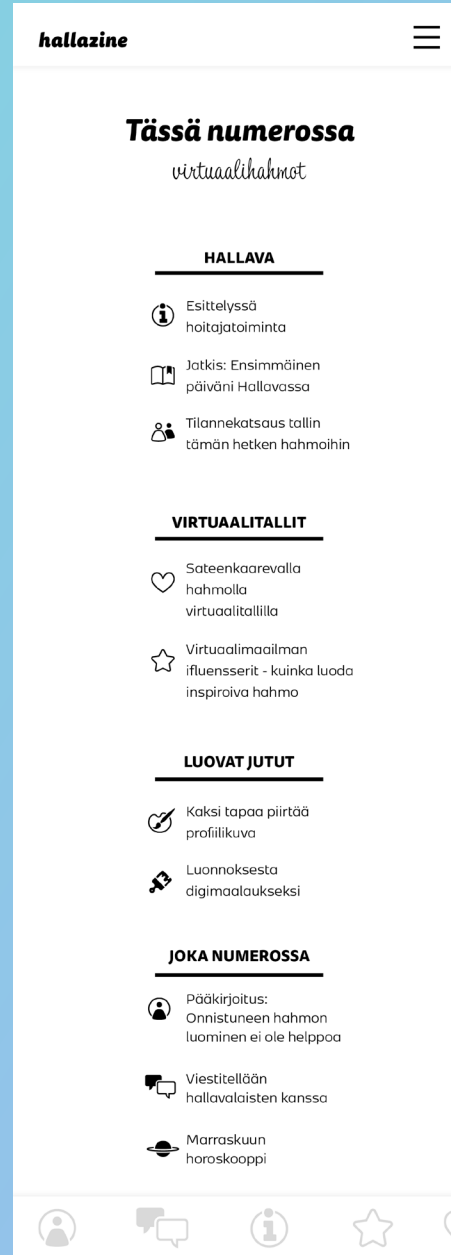 hallazine
Tässä numerossa
virtuaalihahmot
HALLAVA
Esittelyssä
hoitajatoiminta
Jatkis: Ensimmäinen
päiväni Hallavassa
Tilannekatsaus tallin
tämän hetken hahmoihin
VIRTUAALITALLIT
Sateenkaarevalla
hahmolla
virtuaalitallilla
Virtuaalimaailman
ifluensserit - kuinka luoda
inspiroiva hahmo
LUOVAT JUTUT
Kaksi tapaa piirtää
profiilikuva
Luonnoksesta
digimaalaukseksi
JOKA NUMEROSSA
Pääkirjoitus:
Onnistuneen hahmon
luominen ei ole helppoa
Viestitellään
hallavalaisten kanssa
Marraskuun
horoskooppi